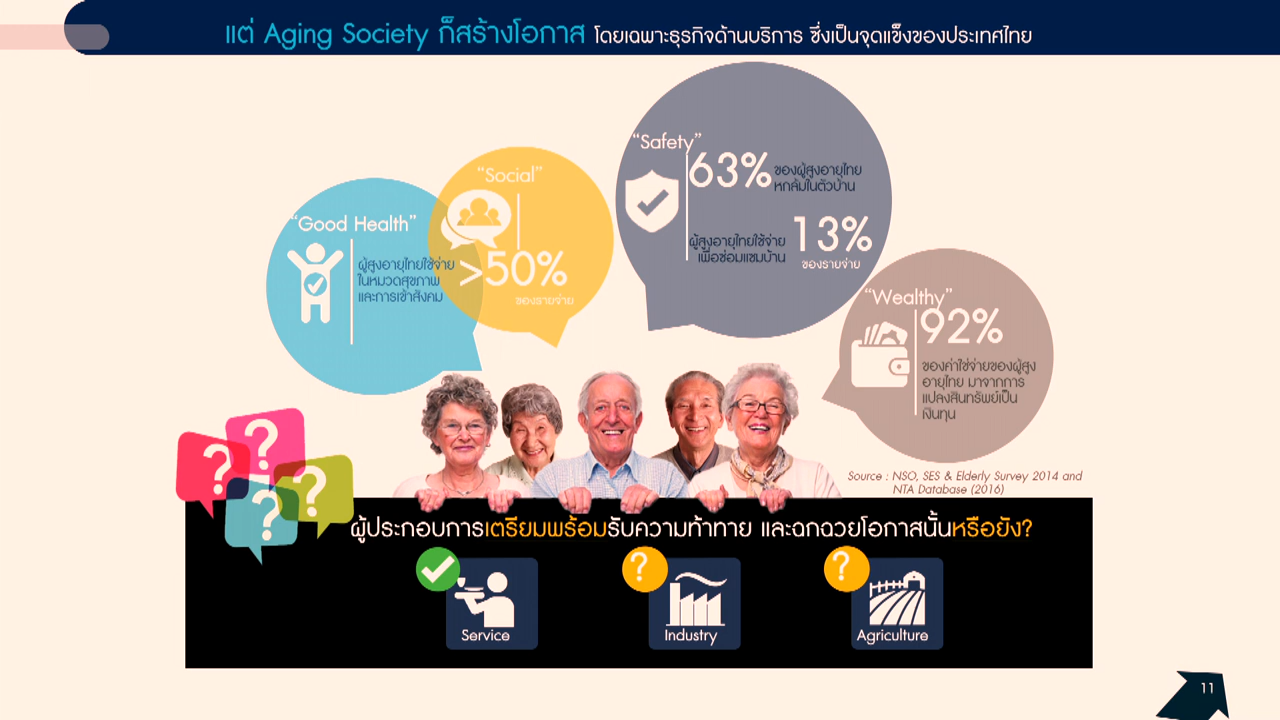 แต่ Aging Society ก็สร้างโอกาส โดยเฉพาะธุรกิจด้านบริการ ซึ่งเป็นจุดแข็งของประเทศไทย
“Good Health”
ผู้สูงอายุไทยใช้จ่าย
ในหมวดสุขภาพ
และการเข้าสังคม
“Social”
>50%
ของรายจ่าย
“Safety”
63% ของผู้สูงอายุไทย
หกล้มในตัวบ้าน
ผู้สูงอายุไทยใช้จ่าย
เพื่อซ่อมแซมบ้าน
13%
ของรายจ่าย
“Wealthy”
92%
ของค่าใช้จ่ายของผู้สูง
อายุไทย มาจากการ
แปลงสินทรัพย์เป็น
เงินทุน
Source : NSO, SES & Elderly Survey 2014 and
NTA Database (2016)
? ? ? ?
ผู้ประกอบการเตรียมพร้อมรับความท้าทาย และฉกฉวยโอกาสนั้นหรือยัง?
? ?
Service
Industry
Agriculture
11